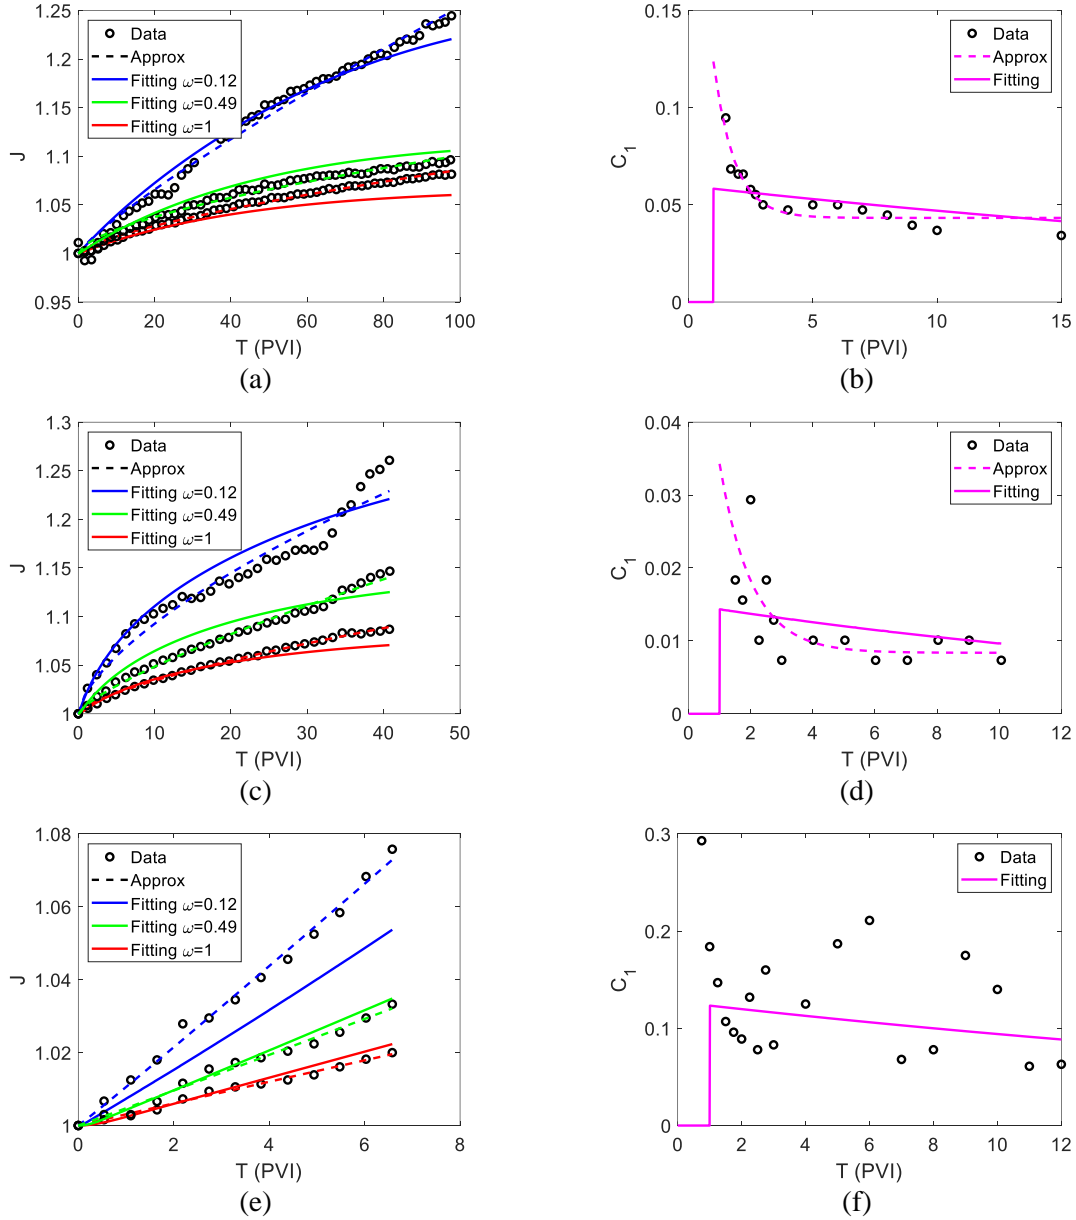 1.25
1.2
1.15
1.1
1.05
1
0.95
J
0
20
40
60
80
100
T (PVI)
Data
Approx
Fitting ω=0.12
Fitting ω=0.49
Fitting ω=1
(a)
0.15
0.1
0.05
0
C1
0
5
10
15
T (PVI)
Data
Approx
Fitting
(b)
1.3
1.25
1.2
1.15
1.1
1.05
1
J
0
10
20
30
40
50
T (PVI)
Data
Approx
Fitting ω=0.12
Fitting ω=0.49
Fitting ω=1
(c)
0.04
0.03
0.02
0.01
0
C1
0
2
4
6
8
10
12
T (PVI)
Data
Approx
Fitting
(d)
1.08
1.06
1.04
1.02
1
J
0
2
4
6
8
T (PVI)
Data
Approx
Fitting ω=0.12
Fitting ω=0.49
Fitting ω=1
(e)
0.3
0.2
0.1
0
C1
0
2
4
6
8
10
12
T (PVI)
Data
Fitting
(f)